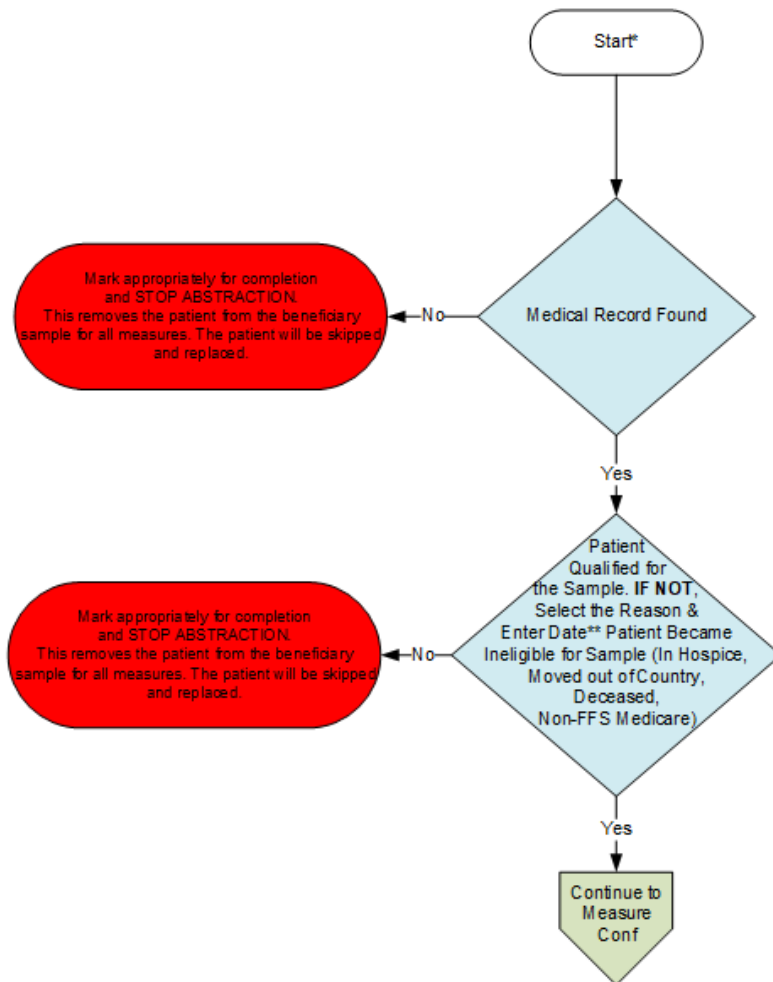 Start*
Medical Record Found
No
Mark appropriately for completion
and STOP ABSTRACTION.
This removes the patient from the beneficiary
sample for all measures. The patient will be skipped
and replaced.
Yes
Patient
Qualified for
the Sample. IF NOT,
Select the Reason &
Enter Date** Patient Became
Ineligible for Sample (In Hospice,
Moved out of Country,
Deceased,
Non-FFS Medicare)
No
Mark appropriately for completion
and STOP ABSTRACTION.
This removes the patient from the beneficiary
sample for all measures. The patient will be skipped
and replaced.
Yes
Continue to
Measure
Conf